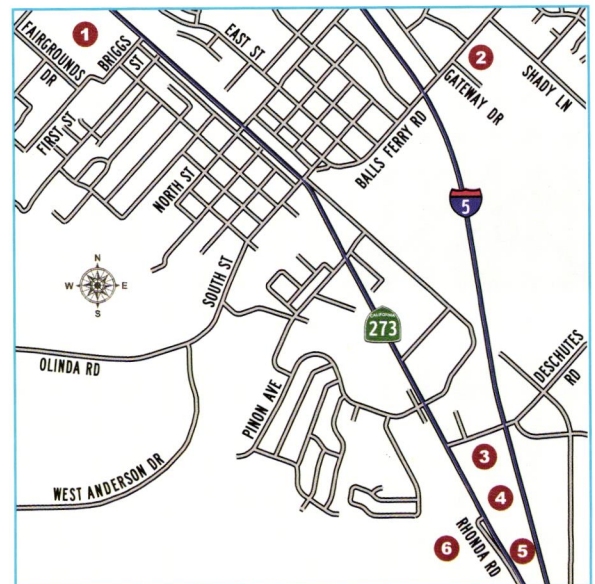 1
FAIRGROUNDS
DR
BRIGGS
ST
EAST ST
2
GATEWAY DR
SHADY LN
FIRST ST
NORTH ST
BALLS FERRY RD
5
N
W E
S
SOUTH ST
CALIFORNIA
273
OLINDA RD
PINON AVE
DESCHUTES
RD
WEST ANDERSON DR
3
4
RHONDA RD
5
6